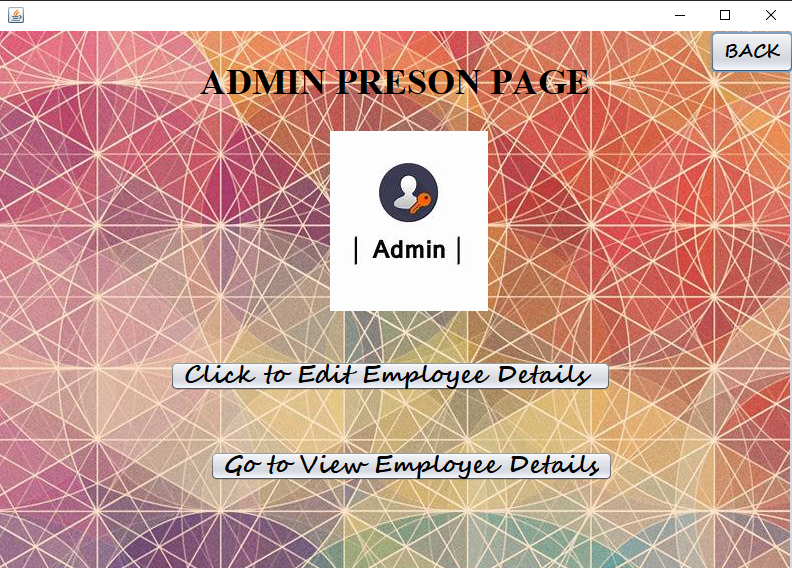 BACK
ADMIN PRESON PAGE
| Admin |
Click to Edit Employee Details
Go to View Employee Details